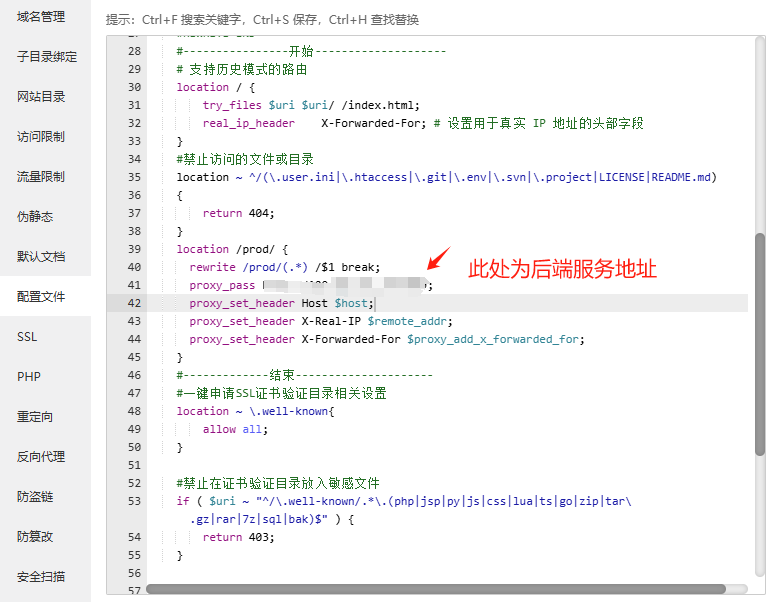 域名管理
子目录绑定
网站目录
访问限制
流量限制
伪静态
默认文档
配置文件
SSL
PHP
重定向
反向代理
防盗链
防篡改
安全扫描
提示：Ctrl+F 搜索关键字，Ctrl+S 保存，Ctrl+H 查找替换
28 #----------------开始--------------------
29 # 支持历史模式的路由
30 location / {
31 try_files $uri $uri/ /index.html;
32 real_ip_header    X-Forwarded-For; # 设置用于真实 IP 地址的头部字段
33 }
34 #禁止访问的文件或目录
35 location ~ ^/(\.user.ini|\.htaccess|\.git|\.env|\.svn|\.project|LICENSE|README.md)
36 {
37 return 404;
38 }
39 location /prod/ {
40 rewrite /prod/(.*) /$1 break;
41 proxy_pass
此处为后端服务地址
42 proxy_set_header Host $host;
43 proxy_set_header X-Real-IP $remote_addr;
44 proxy_set_header X-Forwarded-For $proxy_add_x_forwarded_for;
45 }
46 #-------------结束---------------------
47 #一键申请SSL证书验证目录相关设置
48 location ~ \.well-known{
49 allow all;
50 }
51
52 #禁止在证书验证目录放入敏感文件
53 if ( $uri ~ "^/\.well-known/.*\.(php|jsp|py|js|css|lua|ts|go|zip|tar\
.gz|rar|7z|sql|bak)$" ) {
54 return 403;
55 }
56
57